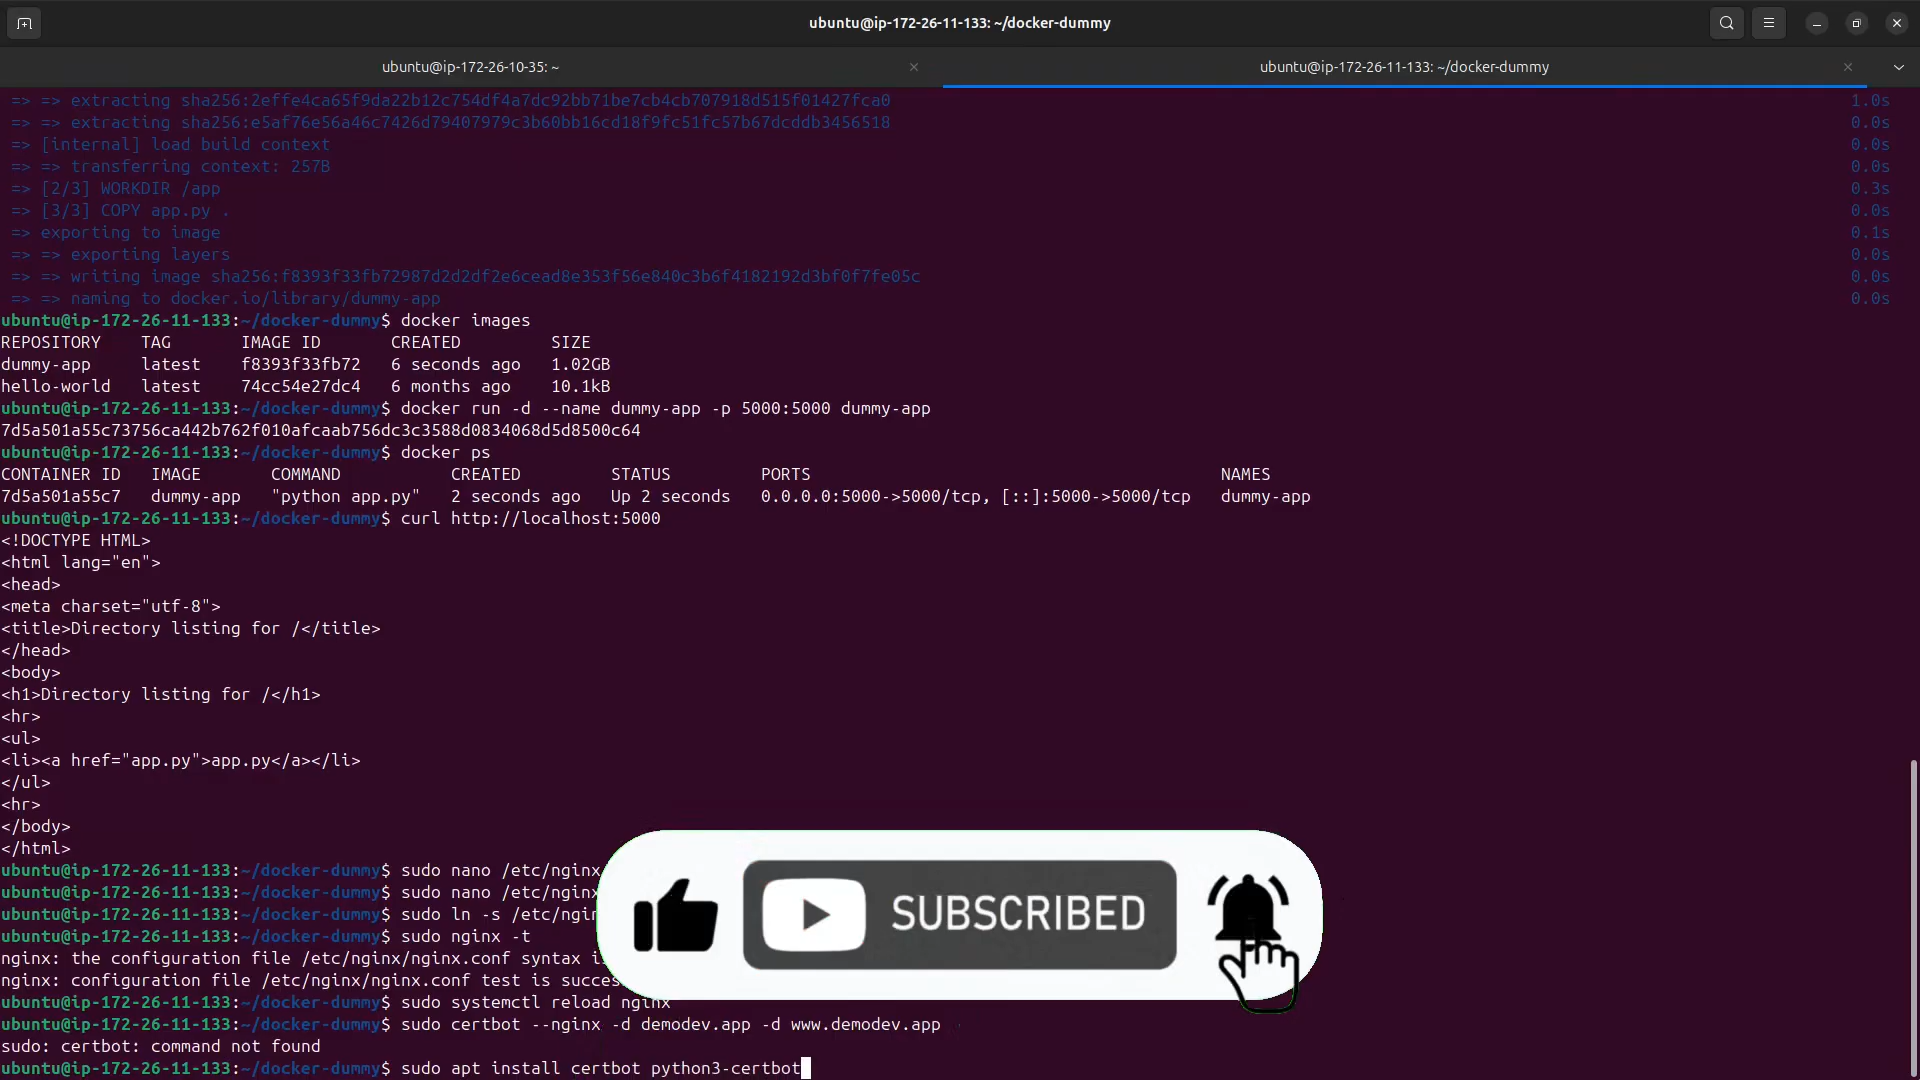 ubuntu@ip-172-26-11-133: ~/docker-dummy
ubuntu@ip-172-26-10-35: ~
ubuntu@ip-172-26-11-133: ~/docker-dummy
=> => extracting sha256:2effe4ca65f9da22b12c754df4a7dc92bb71be7cb4cb707918d515f01427fca0 1.0s
=> => extracting sha256:e5af76e56a46c7426d79407979c3b60bb16cd18f9fc51fc57b67dcddb3456518 0.0s
=> [internal] load build context 0.0s
=> => transferring context: 257B 0.0s
=> [2/3] WORKDIR /app 0.3s
=> [3/3] COPY app.py . 0.0s
=> exporting to image 0.1s
=> => exporting layers 0.0s
=> => writing image sha256:f8393f33fb72987d2d2df2e6cead8e353f56e840c3b6f4182192d3bf0f7fe05c 0.0s
=> => naming to docker.io/library/dummy-app 0.0s
ubuntu@ip-172-26-11-133:~/docker-dummy$ docker images
REPOSITORY TAG IMAGE ID CREATED SIZE
dummy-app latest f8393f33fb72 6 seconds ago 1.02GB
hello-world latest 74cc54e27dc4 6 months ago 10.1kB
ubuntu@ip-172-26-11-133:~/docker-dummy$ docker run -d --name dummy-app -p 5000:5000 dummy-app
7d5a501a55c73756ca442b762f010afcaab756dc3c3588d0834068d5d8500c64
ubuntu@ip-172-26-11-133:~/docker-dummy$ docker ps
CONTAINER ID IMAGE COMMAND CREATED STATUS PORTS NAMES
7d5a501a55c7 dummy-app "python app.py" 2 seconds ago Up 2 seconds 0.0.0.0:5000->5000/tcp, [::]:5000->5000/tcp dummy-app
ubuntu@ip-172-26-11-133:~/docker-dummy$ curl http://localhost:5000
<!DOCTYPE HTML>
<html lang="en">
<head>
<meta charset="utf-8">
<title>Directory listing for /</title>
</head>
<body>
<h1>Directory listing for /</h1>
<hr>
<ul>
<li><a href="app.py">app.py</a></li>
</ul>
<hr>
</body>
</html>
ubuntu@ip-172-26-11-133:~/docker-dummy$ sudo nano /etc/nginx
ubuntu@ip-172-26-11-133:~/docker-dummy$ sudo nano /etc/nginx
ubuntu@ip-172-26-11-133:~/docker-dummy$ sudo ln -s /etc/ngin
SUBSCRIBED
ubuntu@ip-172-26-11-133:~/docker-dummy$ sudo nginx -t
nginx: the configuration file /etc/nginx/nginx.conf syntax i
nginx: configuration file /etc/nginx/nginx.conf test is succes
ubuntu@ip-172-26-11-133:~/docker-dummy$ sudo systemctl reload nginx
ubuntu@ip-172-26-11-133:~/docker-dummy$ sudo certbot --nginx -d demodev.app -d www.demodev.app
sudo: certbot: command not found
ubuntu@ip-172-26-11-133:~/docker-dummy$ sudo apt install certbot python3-certbot